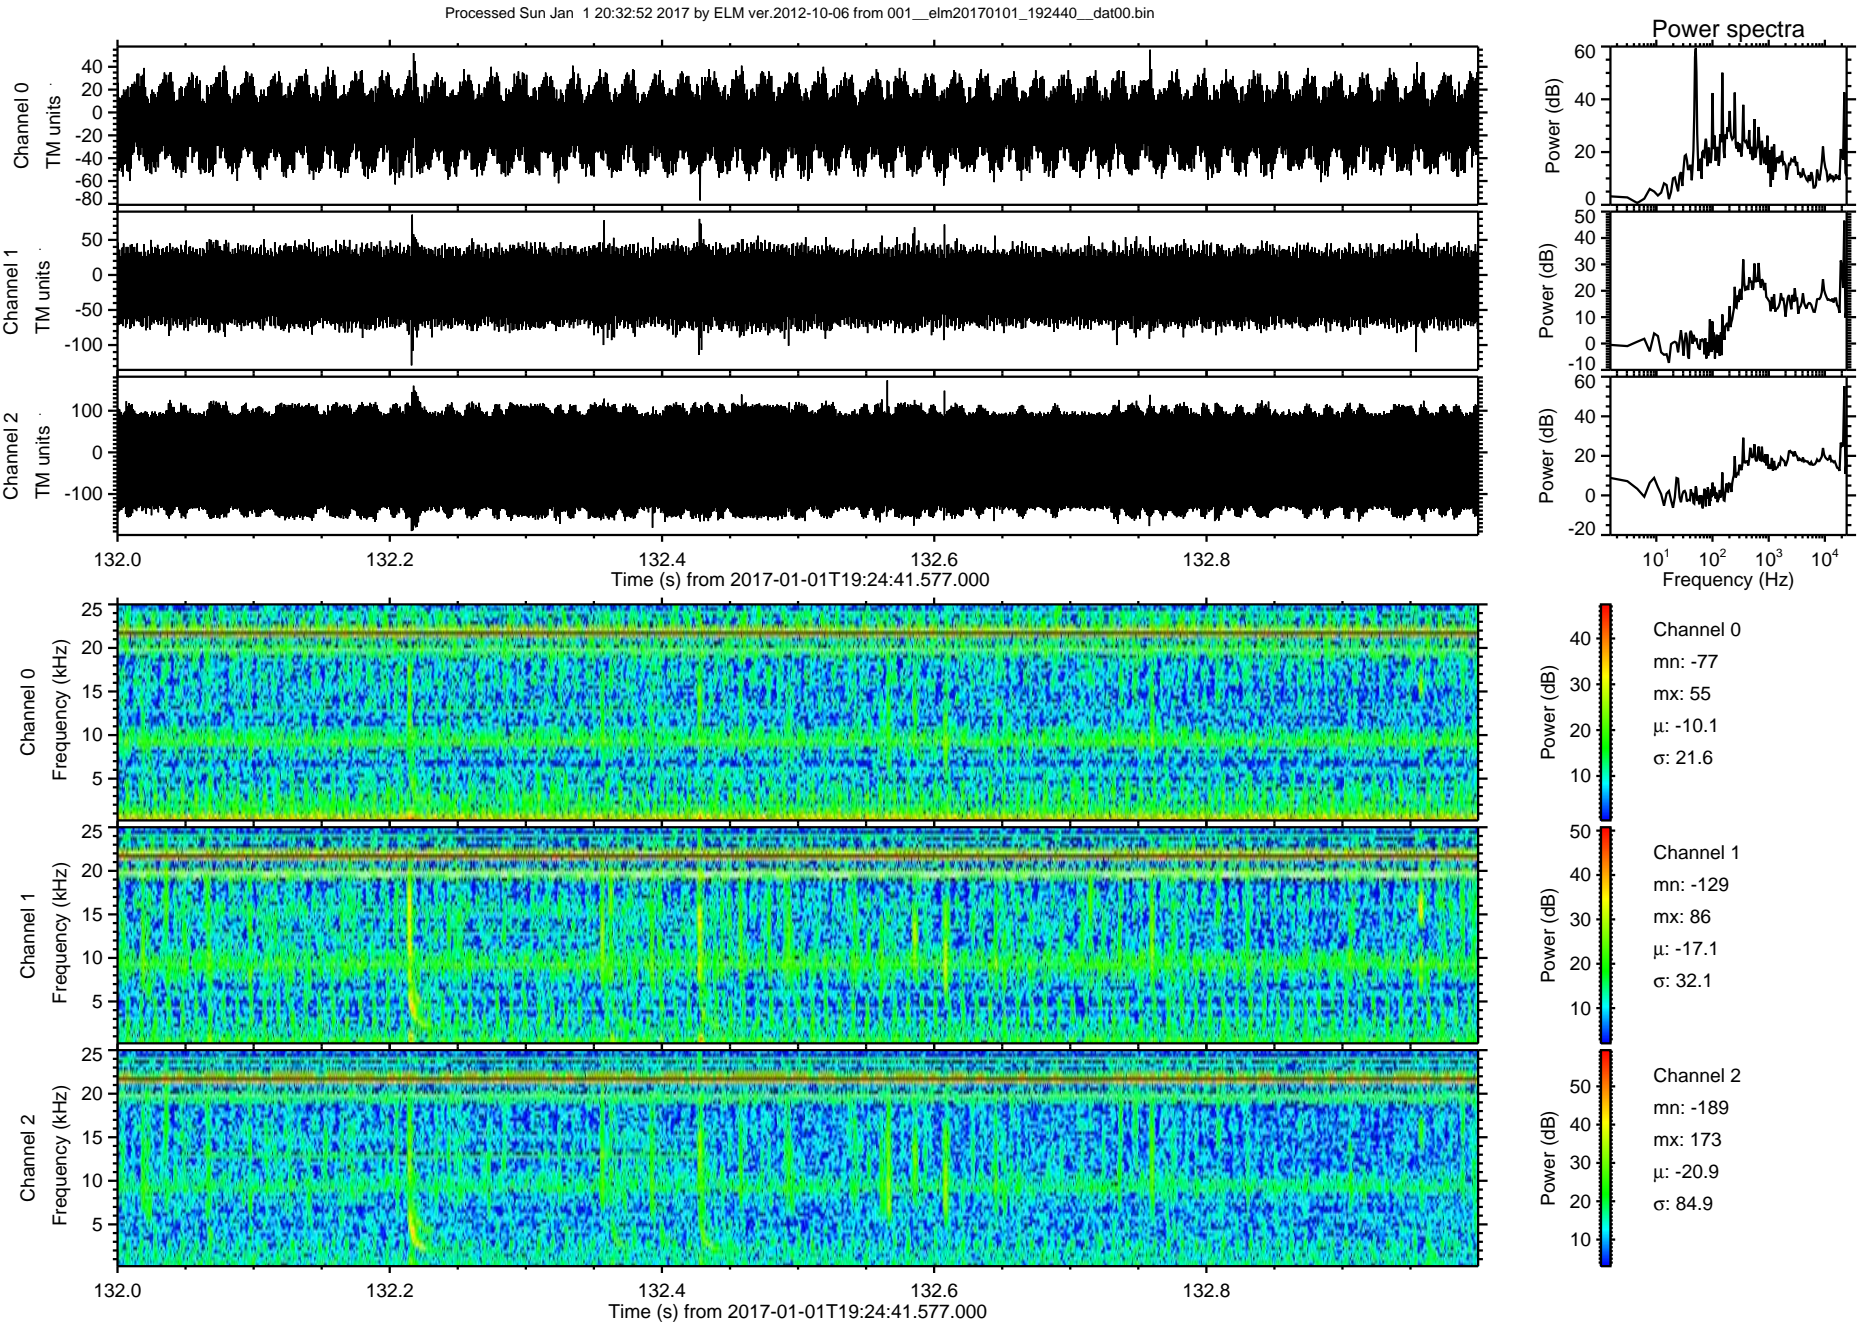 Processed Sun Jan  1 20:32:52 2017 by ELM ver.2012-10-06 from 001__elm20170101_192440__dat00.bin
Power spectra
Channel 0
TM units
40
20
0
-20
-40
-60
-80
Power (dB)
60
40
20
0
Channel 1
TM units
50
0
-50
-100
Power (dB)
50
40
30
20
10
0
-10
Channel 2
TM units
100
0
-100
Power (dB)
60
40
20
0
-20
132.0 132.2 132.4 132.6 132.8
Time (s) from 2017-01-01T19:24:41.577.000
10¹ 10² 10³ 10⁴
Frequency (Hz)
Channel 0
Frequency (kHz)
25
20
15
10
5
Power (dB)
40
30
20
10
Channel 0
mn: -77
mx: 55
μ: -10.1
σ: 21.6
Channel 1
Frequency (kHz)
25
20
15
10
5
Power (dB)
50
40
30
20
10
Channel 1
mn: -129
mx: 86
μ: -17.1
σ: 32.1
Channel 2
Frequency (kHz)
25
20
15
10
5
Power (dB)
50
40
30
20
10
Channel 2
mn: -189
mx: 173
μ: -20.9
σ: 84.9
132.0 132.2 132.4 132.6 132.8
Time (s) from 2017-01-01T19:24:41.577.000